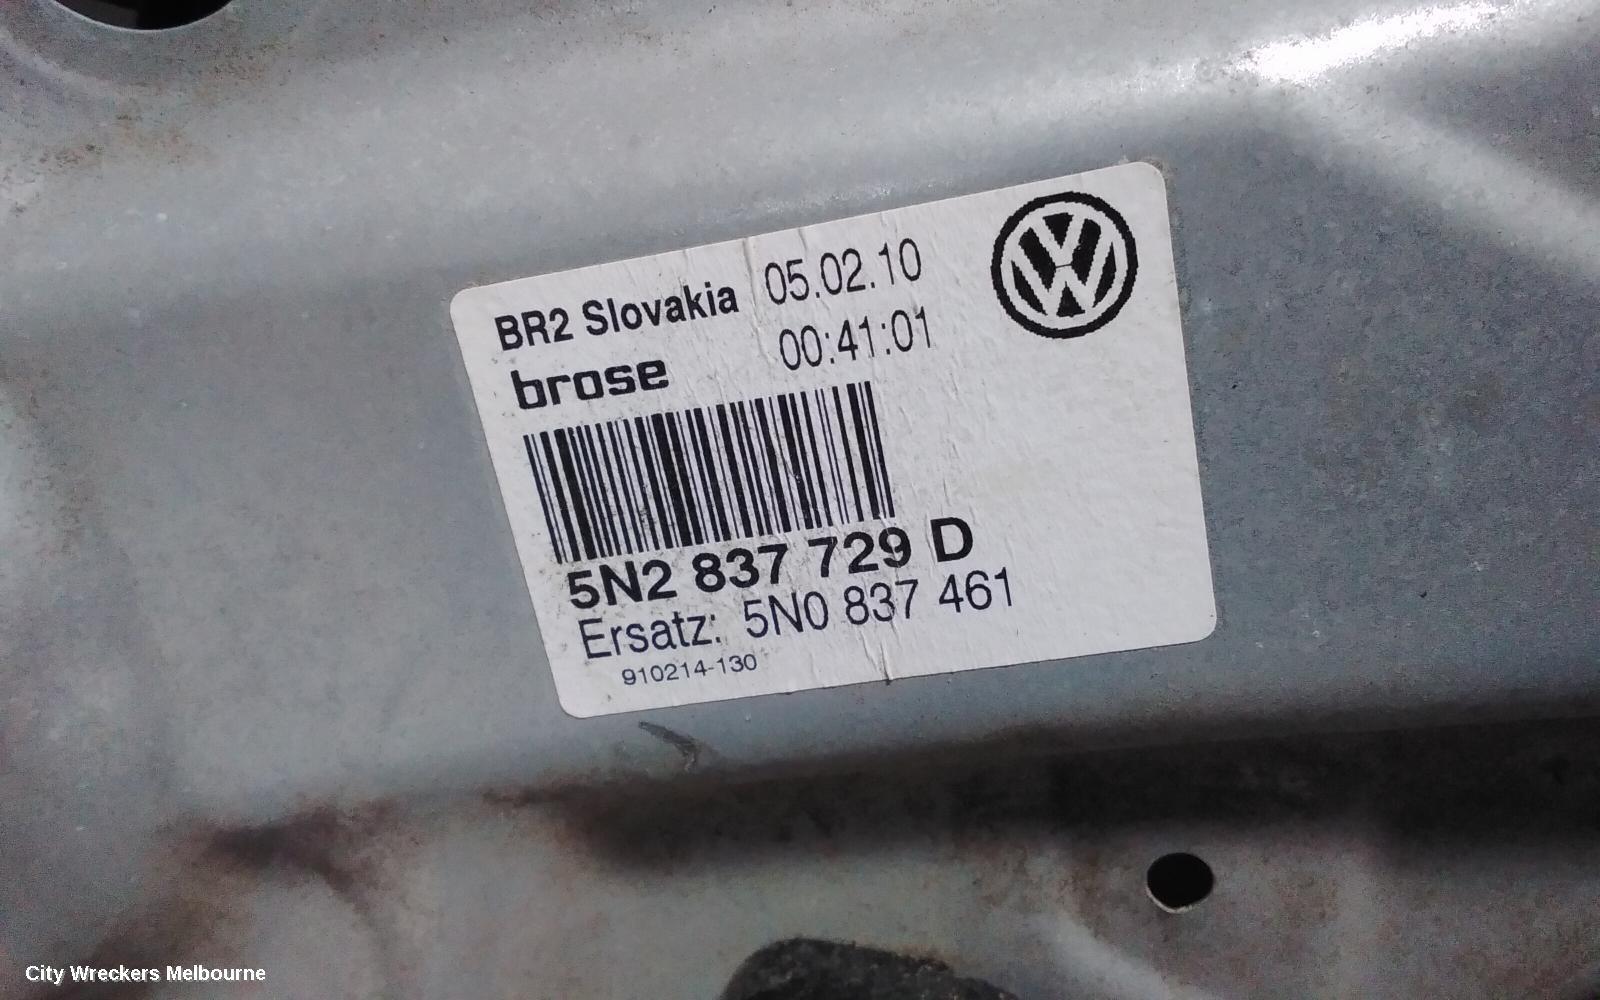 BR2 Slovakia 05.02.10
brose 00:41:01
5N2 837 729 D
Ersatz: 5N0 837 461
910214-130
City Wreckers Melbourne